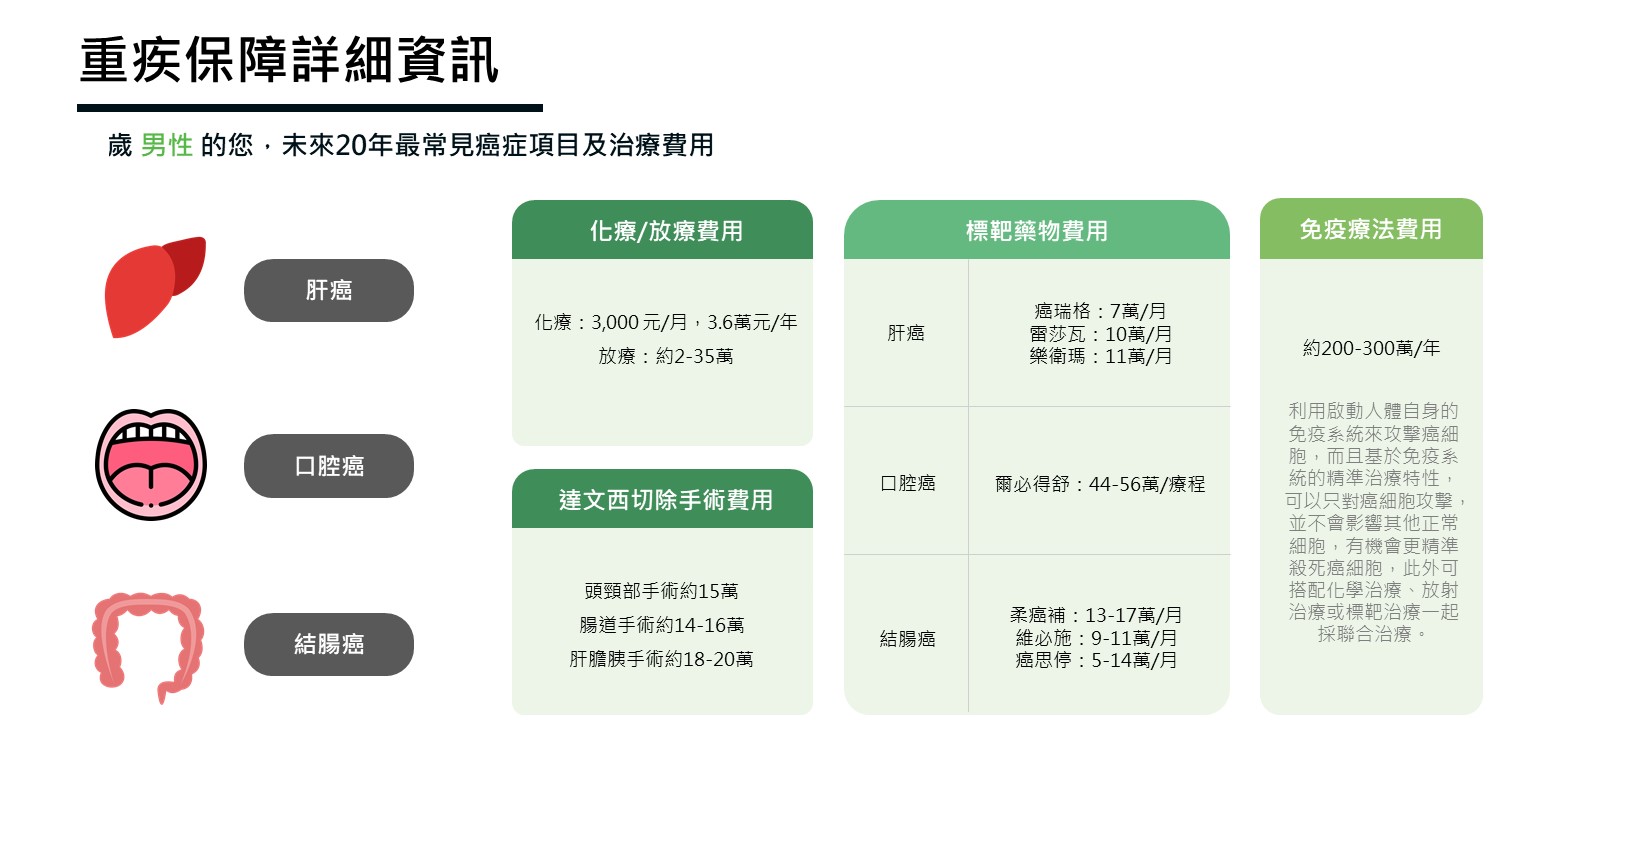 重疾保障詳細資訊
歲 男性 的您，未來20年最常見癌症項目及治療費用
肝癌
口腔癌
結腸癌
化療/放療費用
化療：3,000 元/月，3.6萬元/年
放療：約2-35萬
達文西切除手術費用
頭頸部手術約15萬
腸道手術約14-16萬
肝膽胰手術約18-20萬
標靶藥物費用
肝癌
癌瑞格：7萬/月
雷莎瓦：10萬/月
樂衛瑪：11萬/月
口腔癌
爾必得舒：44-56萬/療程
結腸癌
柔癌補：13-17萬/月
維必施：9-11萬/月
癌思停：5-14萬/月
免疫療法費用
約200-300萬/年
利用啟動人體自身的
免疫系統來攻擊癌細
胞，而且基於免疫系
統的精準治療特性，
可以只對癌細胞攻擊，
並不會影響其他正常
細胞，有機會更精準
殺死癌細胞，此外可
搭配化學治療、放射
治療或標靶治療一起
採聯合治療。